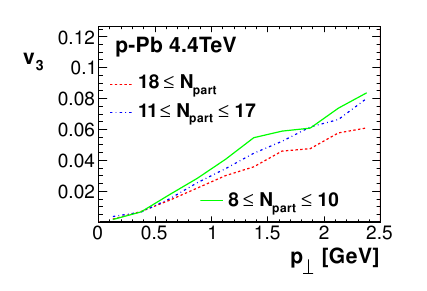 0.12
p-Pb 4.4TeV
v3
0.1
18 ≤ Npart
0.08
11 ≤ Npart ≤ 17
0.06
0.04
0.02
8 ≤ Npart ≤ 10
0 0.5 1 1.5 2 2.5
p⊥ [GeV]